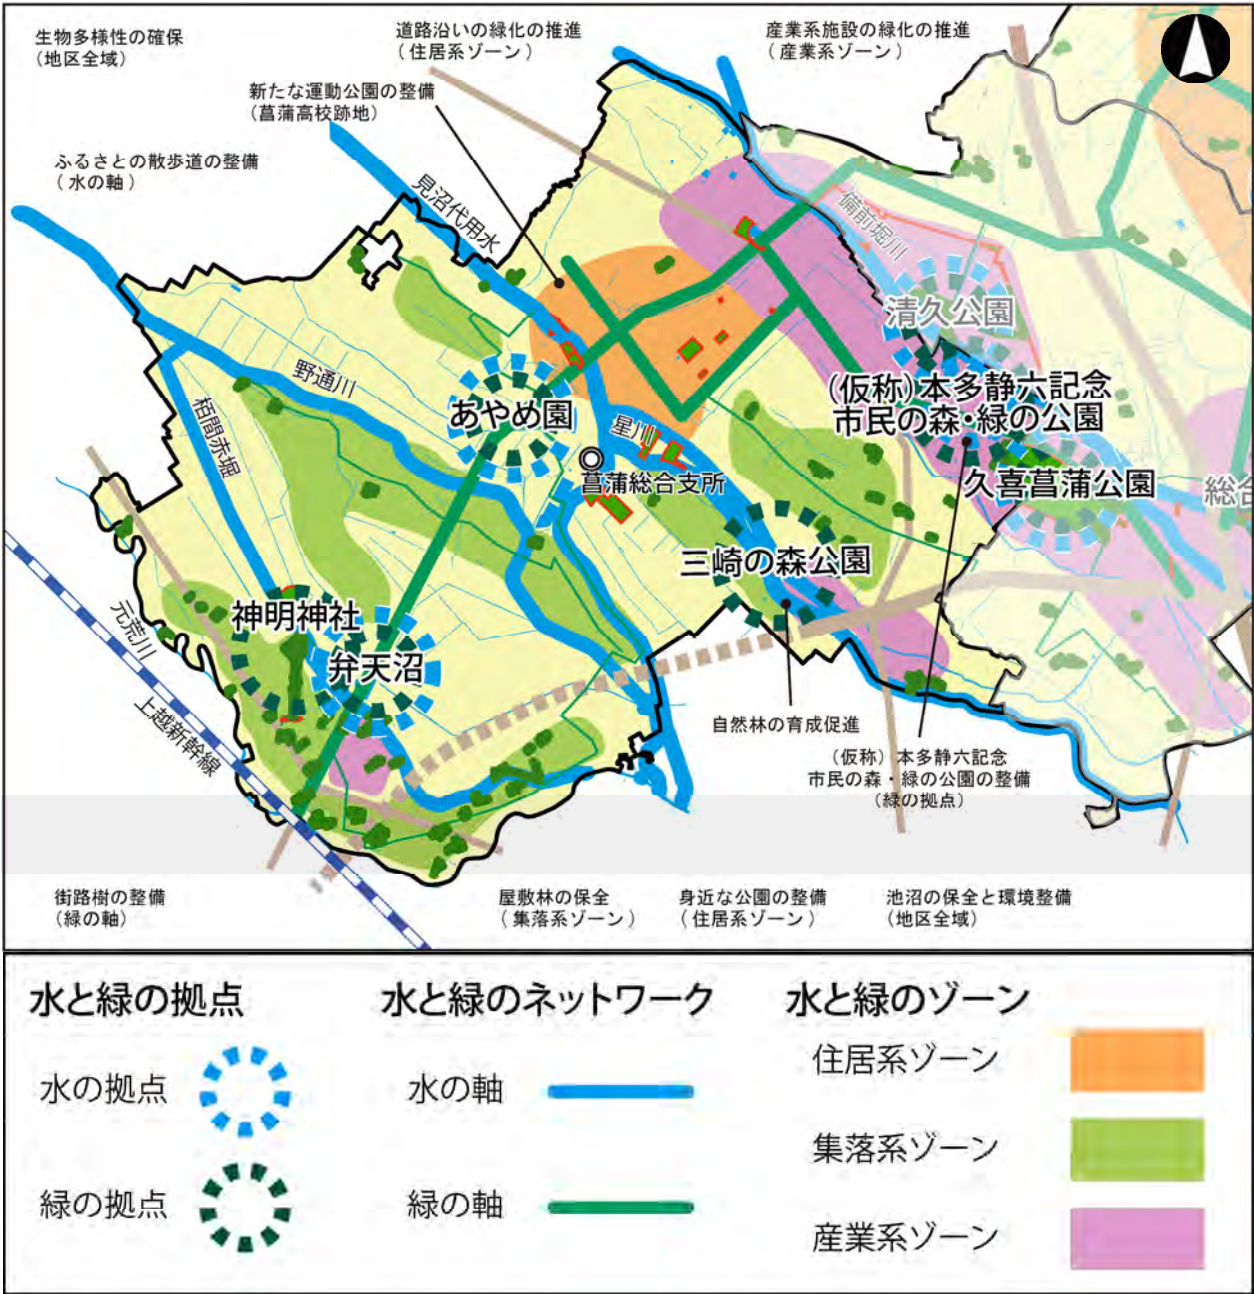 生物多様性の確保
(地区全域)
道路沿いの緑化の推進
(住居系ゾーン)
産業系施設の緑化の推進
(産業系ゾーン)
新たな運動公園の整備
(菖蒲高校跡地)
ふるさとの散歩道の整備
(水の軸)
見沼代用水
備前堀川
清久公園
野通川
栢間赤堀
あやめ園
星川
(仮称)本多静六記念
市民の森・緑の公園
菖蒲総合支所
久喜菖蒲公園
総合
三崎の森公園
神明神社
弁天沼
元荒川
上越新幹線
自然林の育成促進
(仮称)本多静六記念
市民の森・緑の公園の整備
(緑の拠点)
街路樹の整備
(緑の軸)
屋敷林の保全
(集落系ゾーン)
身近な公園の整備
(住居系ゾーン)
池沼の保全と環境整備
(地区全域)
水と緑の拠点
水の拠点
緑の拠点
水と緑のネットワーク
水の軸
緑の軸
水と緑のゾーン
住居系ゾーン
集落系ゾーン
産業系ゾーン